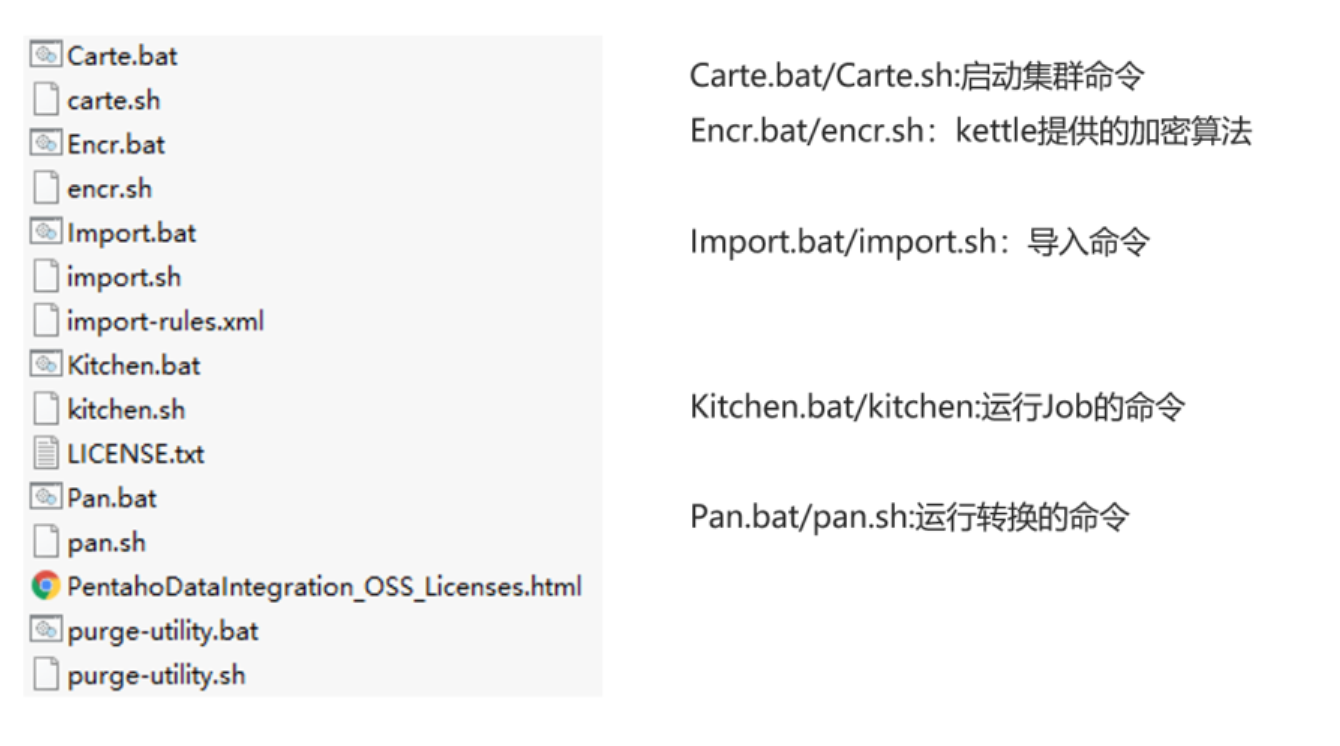 Carte.bat
carte.sh
Encr.bat
encr.sh
Import.bat
import.sh
import-rules.xml
Kitchen.bat
kitchen.sh
LICENSE.txt
Pan.bat
pan.sh
PentahoDataIntegration_OSS_Licenses.html
purge-utility.bat
purge-utility.sh
Carte.bat/Carte.sh:启动集群命令
Encr.bat/encr.sh：kettle提供的加密算法
Import.bat/import.sh：导入命令
Kitchen.bat/kitchen:运行Job的命令
Pan.bat/pan.sh:运行转换的命令